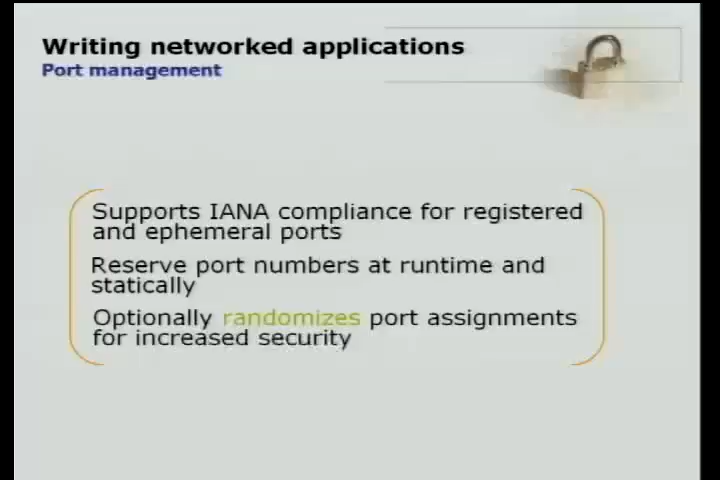 Writing networked applications
Port management
Supports IANA compliance for registered
and ephemeral ports
Reserve port numbers at runtime and
statically
Optionally randomizes port assignments
for increased security